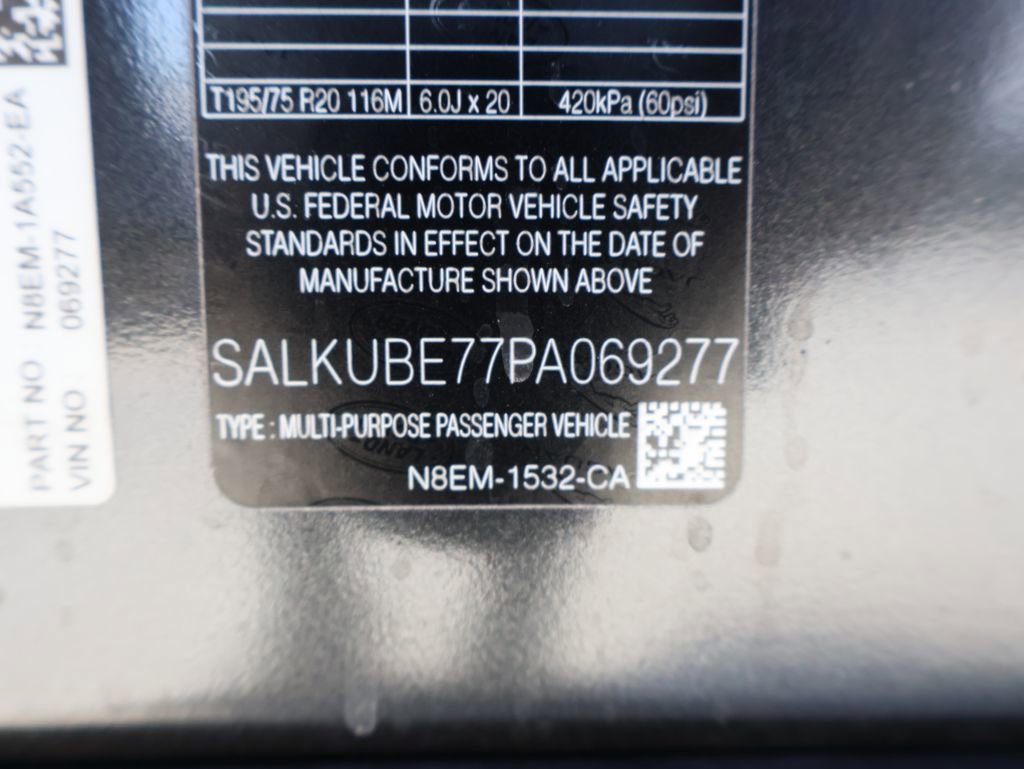 T195/75 R20 116M 6.0J x 20 420kPa (60psi)
THIS VEHICLE CONFORMS TO ALL APPLICABLE
U.S. FEDERAL MOTOR VEHICLE SAFETY
STANDARDS IN EFFECT ON THE DATE OF
MANUFACTURE SHOWN ABOVE
SALKUBE77PA069277
TYPE : MULTI-PURPOSE PASSENGER VEHICLE
N8EM-1532-CA
PART NO N8EM-1A552-EA
VIN NO 069277